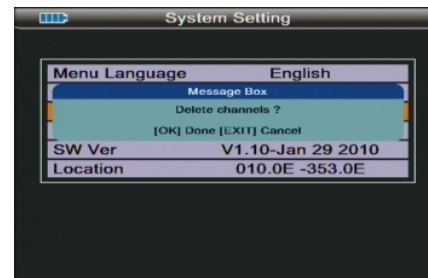 System Setting
Menu Language English
Message Box
Delete channels ?
[OK] Done [EXIT] Cancel
SW Ver V1.10-Jan 29 2010
Location 010.0E -353.0E